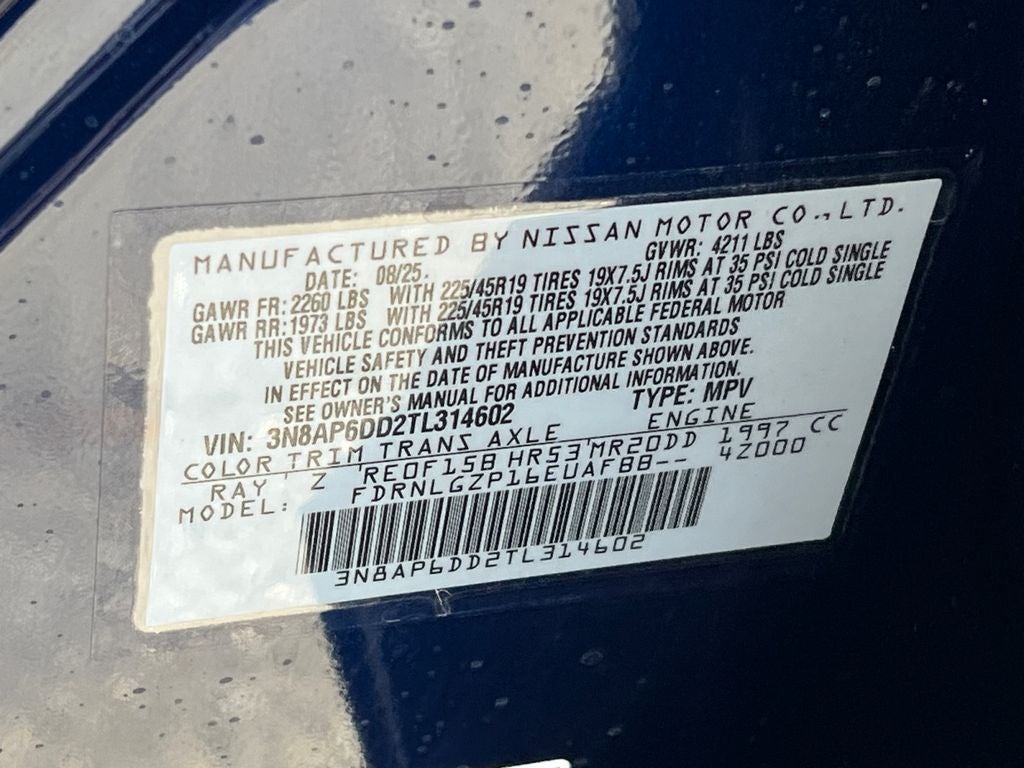 MANUFACTURED BY NISSAN MOTOR CO., LTD.
DATE: 08/25. GVWR: 4211 LBS
GAWR FR: 2260 LBS WITH 225/45R19 TIRES 19X7.5J RIMS AT 35 PSI COLD SINGLE
GAWR RR: 1973 LBS WITH 225/45R19 TIRES 19X7.5J RIMS AT 35 PSI COLD SINGLE
THIS VEHICLE CONFORMS TO ALL APPLICABLE FEDERAL MOTOR
VEHICLE SAFETY AND THEFT PREVENTION STANDARDS
IN EFFECT ON THE DATE OF MANUFACTURE SHOWN ABOVE.
SEE OWNER'S MANUAL FOR ADDITIONAL INFORMATION.
VIN: 3N8AP6DD2TL314602 TYPE: MPV
COLOR TRIM TRANS AXLE ENGINE
RAY Z RE0F15B HR53 MR20DD 1997 CC
MODEL: FDRNLGZP16EUAF8B-- 4Z000
3N8AP6DD2TL314602